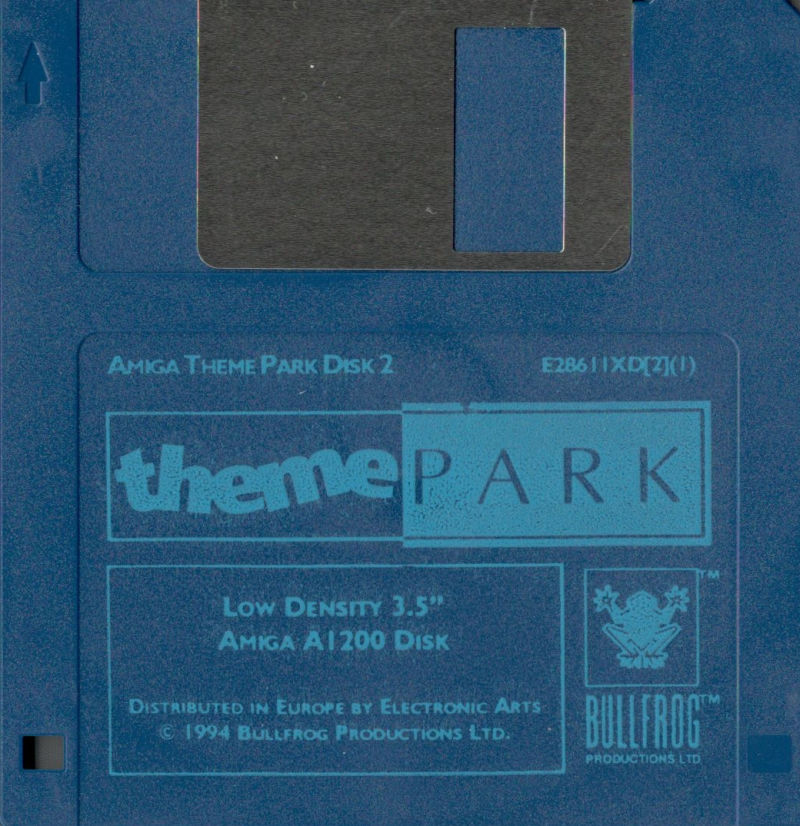 AMIGA THEME PARK DISK 2 E28611XD[2](1)
theme PARK
LOW DENSITY 3.5"
AMIGA A1200 DISK
DISTRIBUTED IN EUROPE BY ELECTRONIC ARTS
© 1994 BULLFROG PRODUCTIONS LTD.
TM
BULLFROG™
PRODUCTIONS LTD